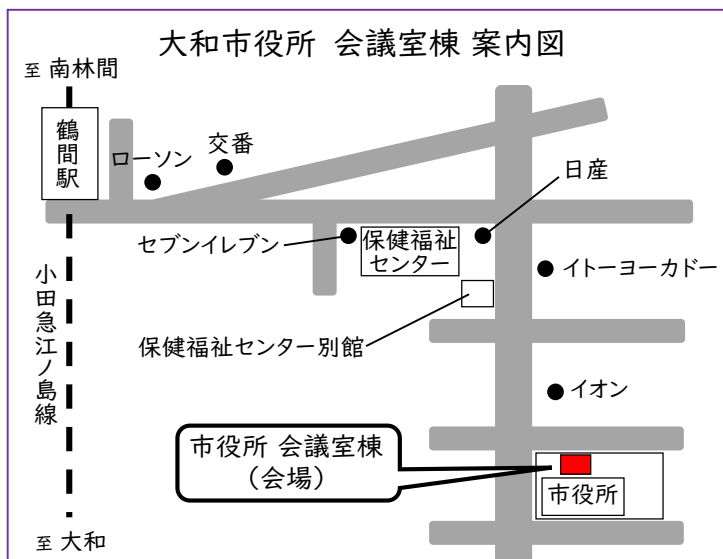 大和市役所 会議室棟 案内図
至 南林間
鶴間駅
ローソン
交番
日産
セブンイレブン
保健福祉
センター
イトーヨーカドー
小田急江ノ島線
保健福祉センター別館
イオン
市役所 会議室棟
（会場）
市役所
至 大和